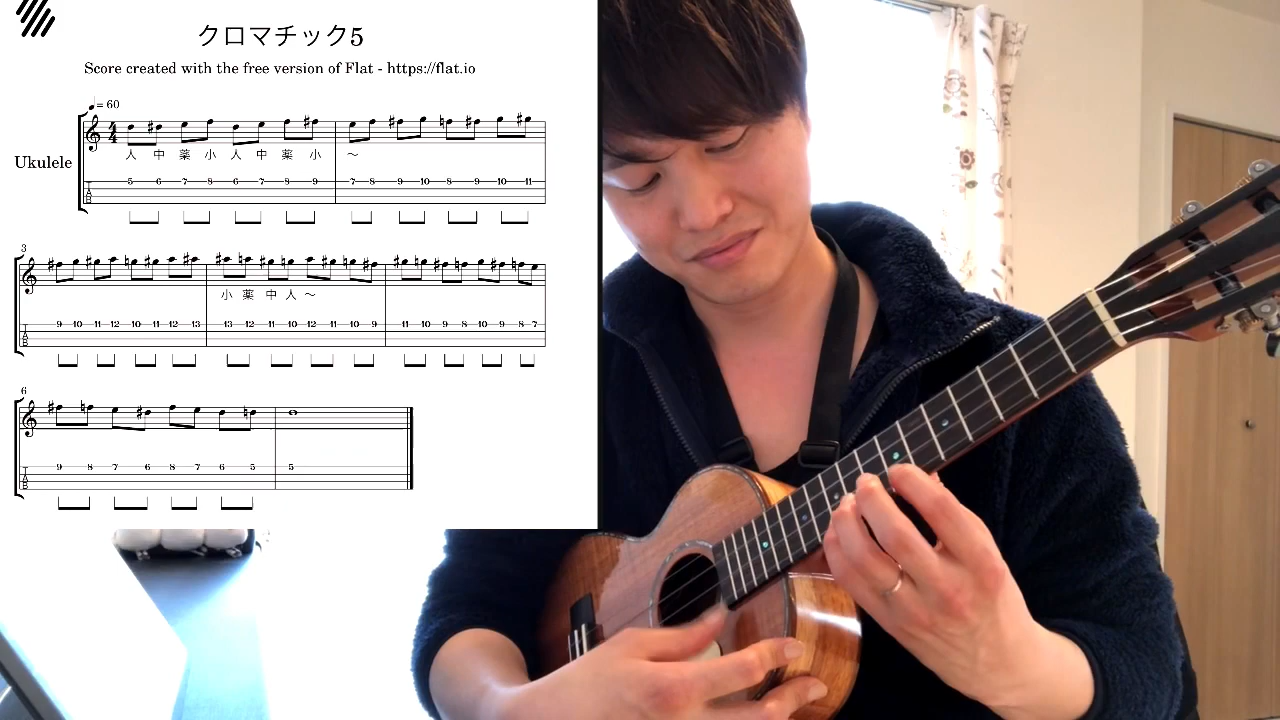 クロマチック5
Score created with the free version of Flat - https://flat.io
= 60
Ukulele
4 4
人 中 薬 小 人 中 薬 小 〜
5 6 7 8 6 7 8 9 7 8 9 10 8 9 10 11
3
小 薬 中 人 〜
9 10 11 12 10 11 12 13 13 12 11 10 12 11 10 9 11 10 9 8 10 9 8 7
6
9 8 7 6 8 7 6 5 5